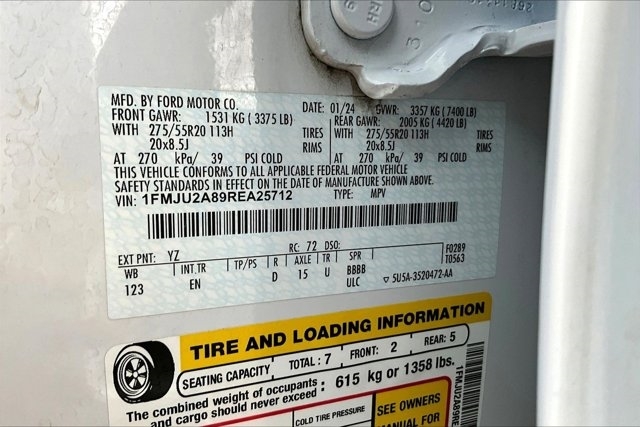 RH
MFD. BY FORD MOTOR CO. DATE: 01/24 GVWR: 3357 KG ( 7400 LB)
FRONT GAWR: 1531 KG ( 3375 LB) REAR GAWR: 2005 KG ( 4420 LB)
WITH 275/55R20 113H TIRES WITH 275/55R20 113H TIRES
20x8.5J RIMS 20x8.5J RIMS
AT 270 kPa/ 39 PSI COLD AT 270 kPa/ 39 PSI COLD
THIS VEHICLE CONFORMS TO ALL APPLICABLE FEDERAL MOTOR VEHICLE
SAFETY STANDARDS IN EFFECT ON THE DATE OF MANUFACTURE SHOWN ABOVE.
VIN: 1FMJU2A89REA25712 TYPE: MPV
EXT PNT: YZ RC: 72 DSO: F0289
WB INT TR TP/PS R AXLE TR SPR T0563
123 EN D 15 U BBBB
ULC ▽ 5U5A-3520472-AA
TIRE AND LOADING INFORMATION
SEATING CAPACITY TOTAL : 7 FRONT: 2 REAR: 5
The combined weight of occupants
and cargo should never exceed : 615 kg or 1358 lbs.
COLD TIRE PRESSURE SEE OWNERS
MANUAL FOR
1FMJU2A89RE